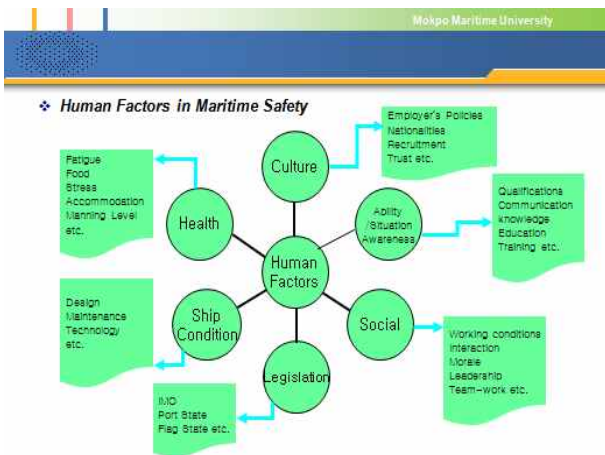 Mokpo Maritime University
Human Factors in Maritime Safety
Employer's Policies
Nationalities
Recruitment
Trust etc.
Culture
Fatigue
Food
Stress
Accommodation
Manning Level
etc.
Health
Ability
/Situation
Awareness
Qualifications
Communication
knowledge
Education
Training etc.
Human
Factors
Design
Maintenance
Technology
etc.
Ship
Condition
Social
Working conditions
Interaction
Morale
Leadership
Team-work etc.
Legislation
IMO
Port State
Flag State etc.